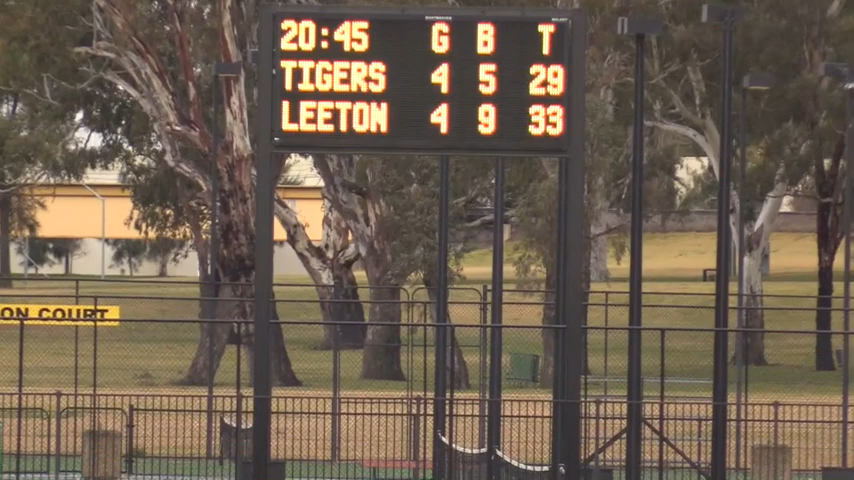 20:45 G B T
TIGERS 4 5 29
LEETON 4 9 33
ON COURT